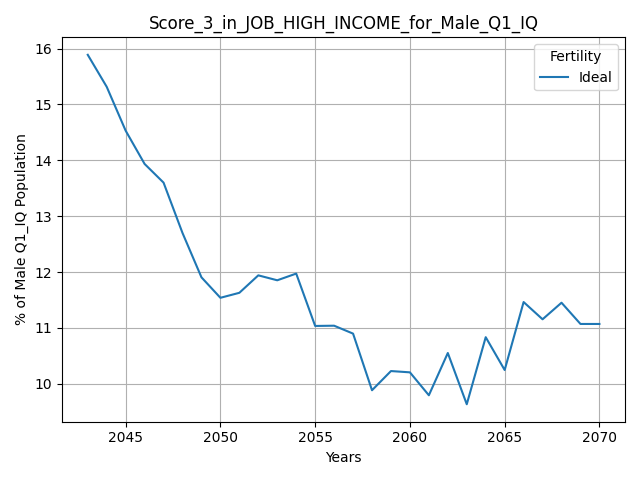 Score_3_in_JOB_HIGH_INCOME_for_Male_Q1_IQ
Fertility
Ideal
% of Male Q1_IQ Population
16
15
14
13
12
11
10
2045 2050 2055 2060 2065 2070
Years